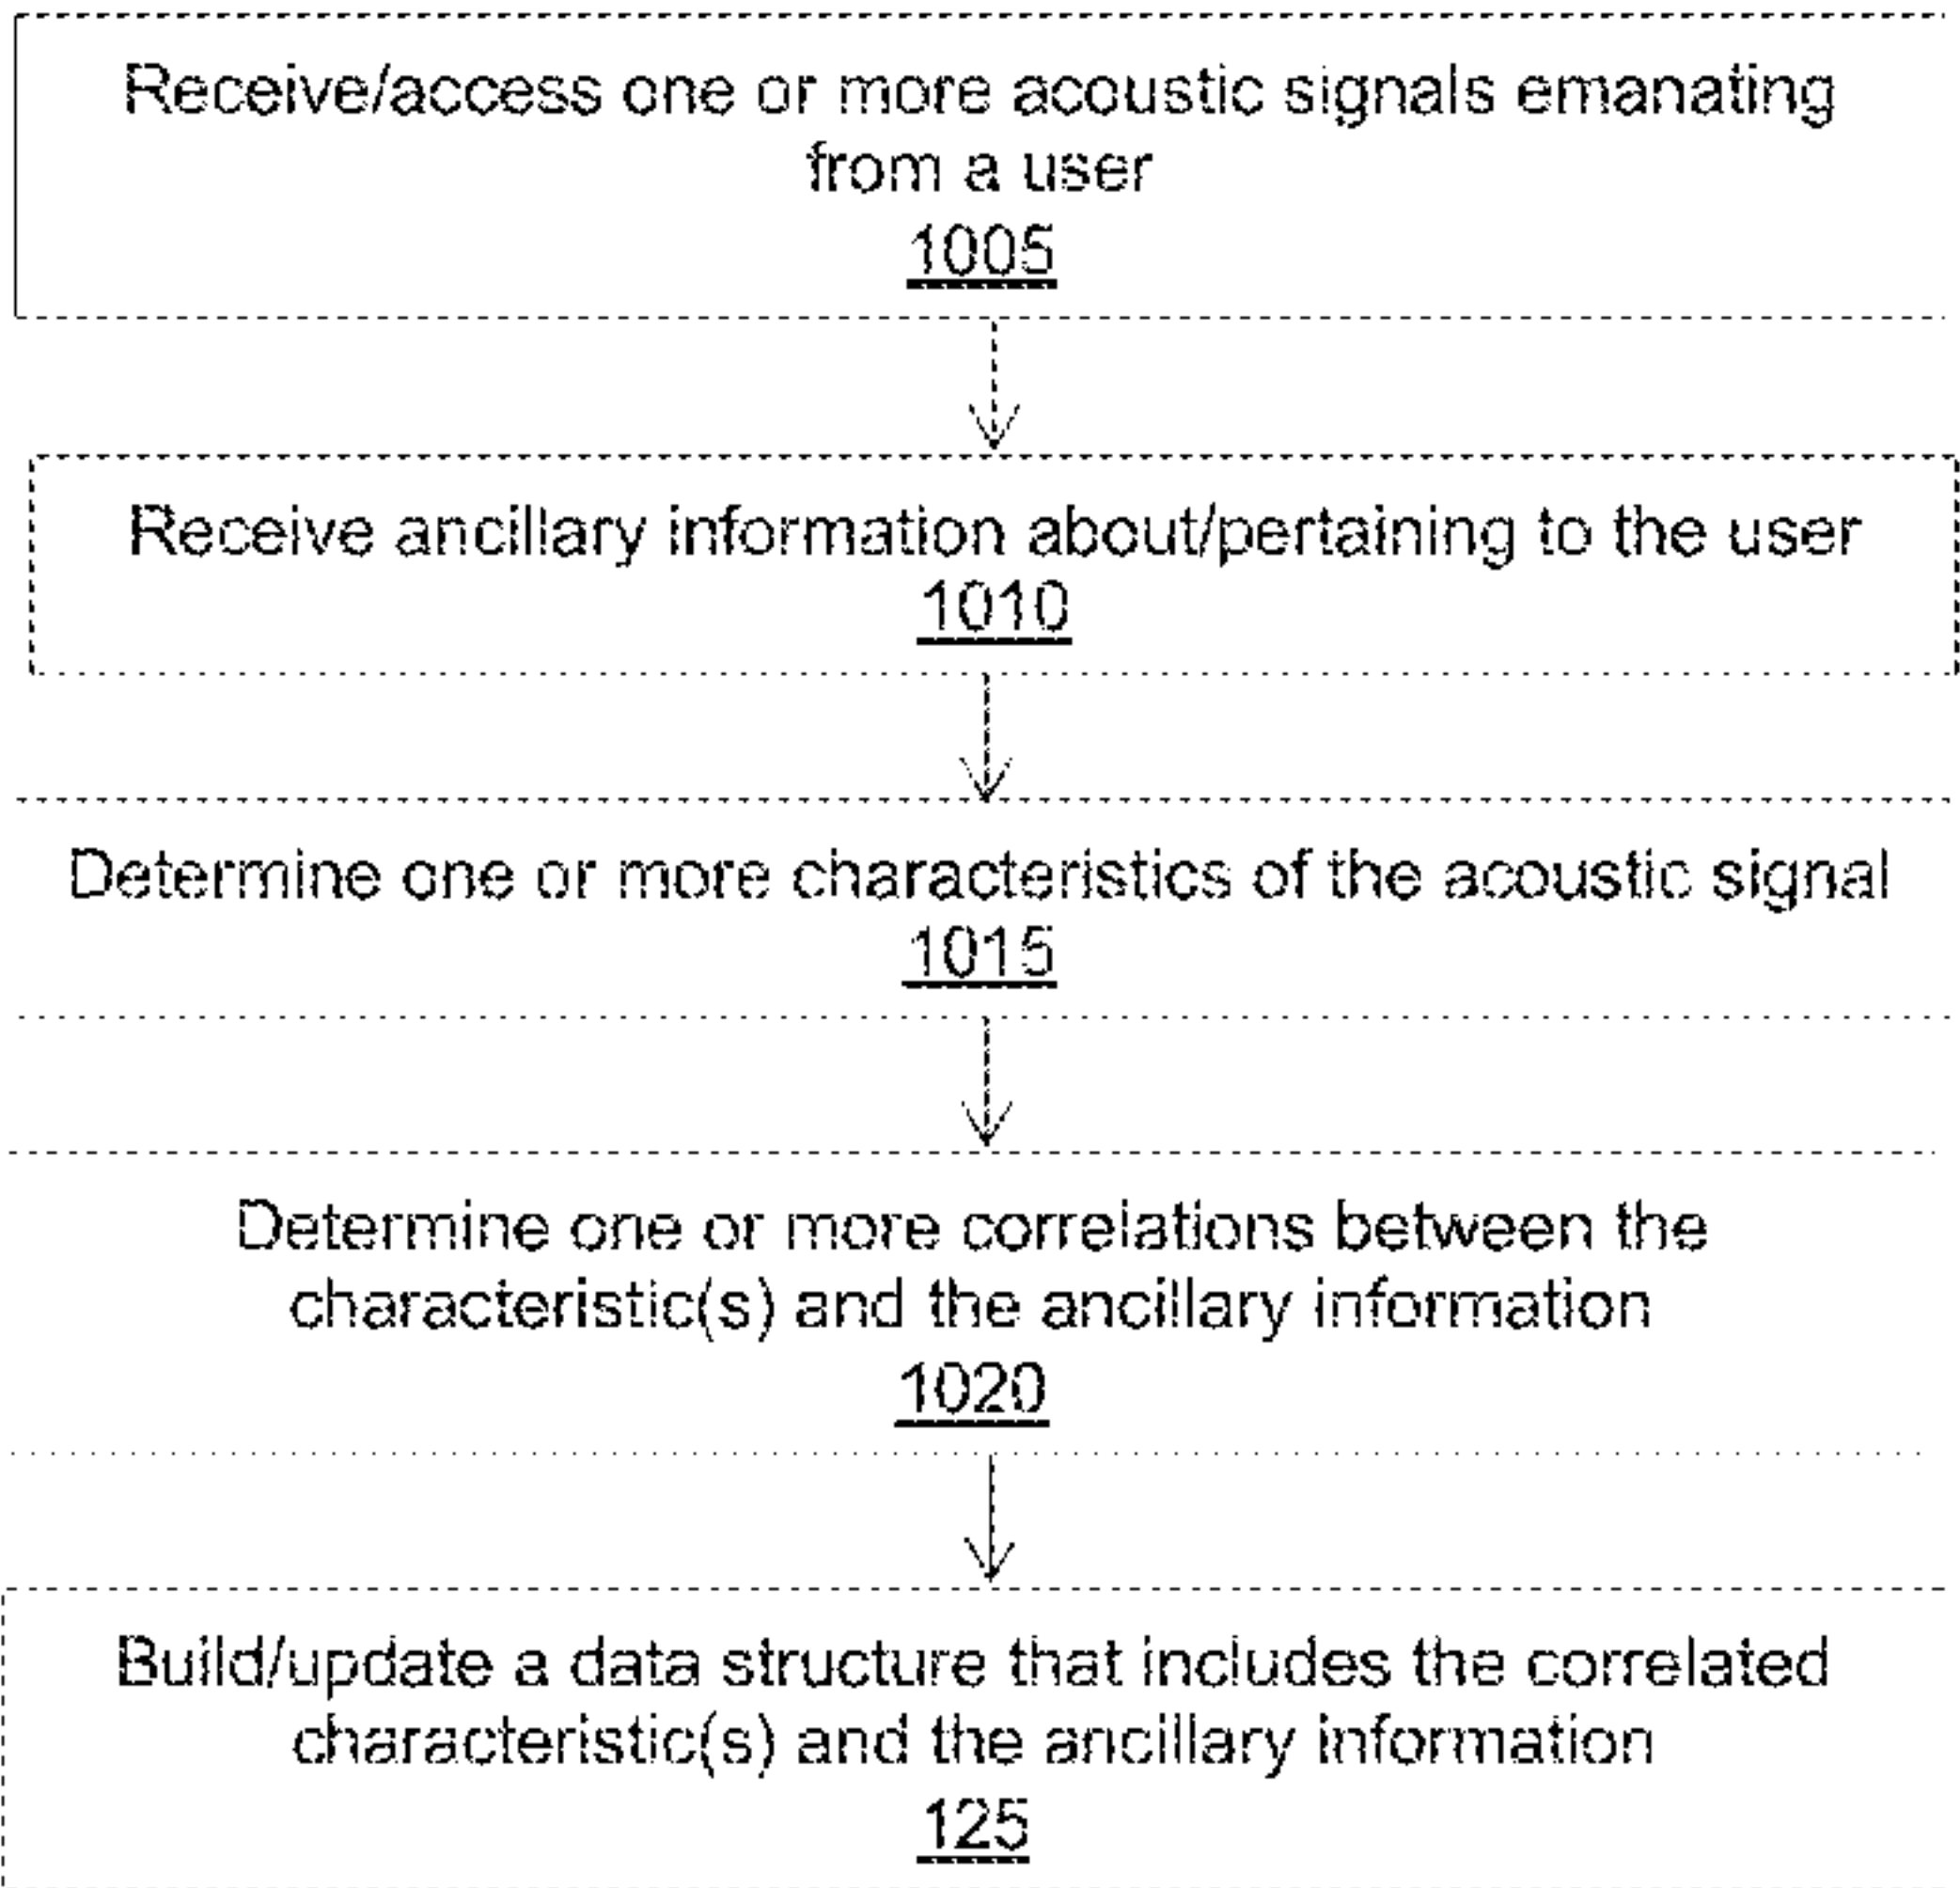 Receive/access one or more acoustic signals emanating
from a user
1005
Receive ancillary information about/pertaining to the user
1010
Determine one or more characteristics of the acoustic signal
1015
Determine one or more correlations between the
characteristic(s) and the ancillary information
1020
Build/update a data structure that includes the correlated
characteristic(s) and the ancillary information
125